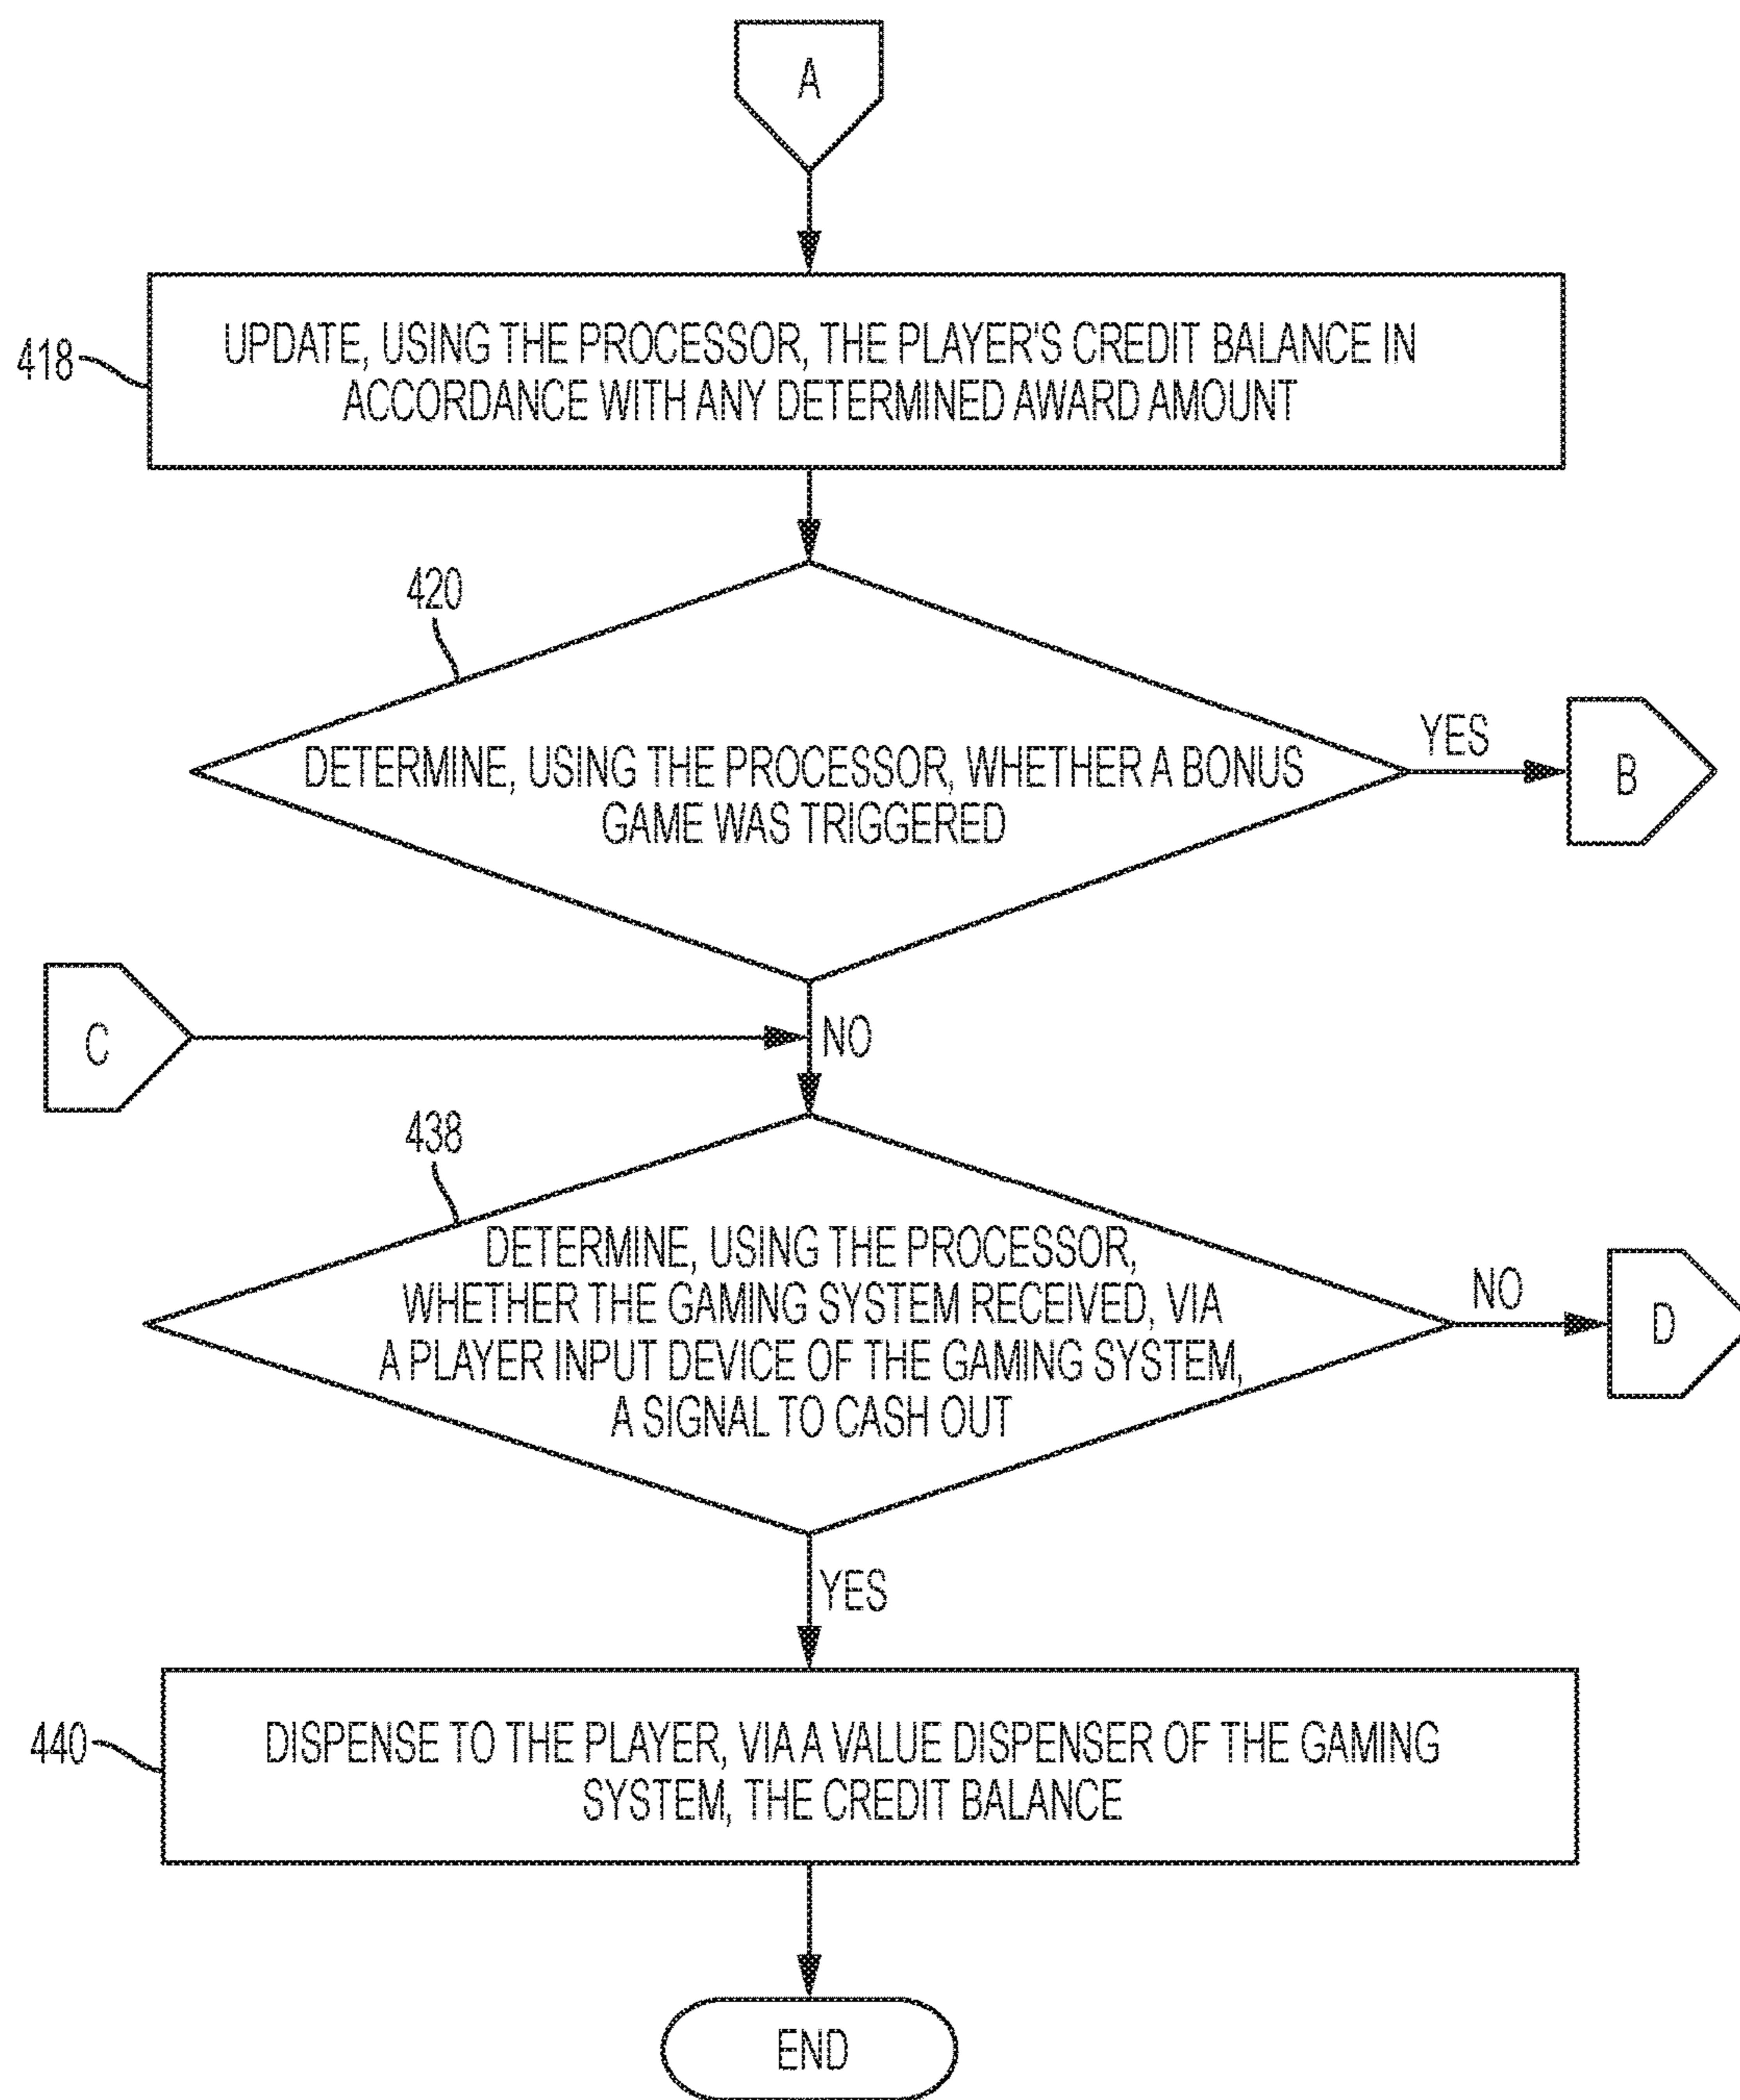 A
418
UPDATE, USING THE PROCESSOR, THE PLAYER'S CREDIT BALANCE IN
ACCORDANCE WITH ANY DETERMINED AWARD AMOUNT
420
DETERMINE, USING THE PROCESSOR, WHETHER A BONUS
GAME WAS TRIGGERED
YES
B
C
NO
438
DETERMINE, USING THE PROCESSOR,
WHETHER THE GAMING SYSTEM RECEIVED, VIA
A PLAYER INPUT DEVICE OF THE GAMING SYSTEM,
A SIGNAL TO CASH OUT
NO
D
YES
440
DISPENSE TO THE PLAYER, VIA A VALUE DISPENSER OF THE GAMING
SYSTEM, THE CREDIT BALANCE
END